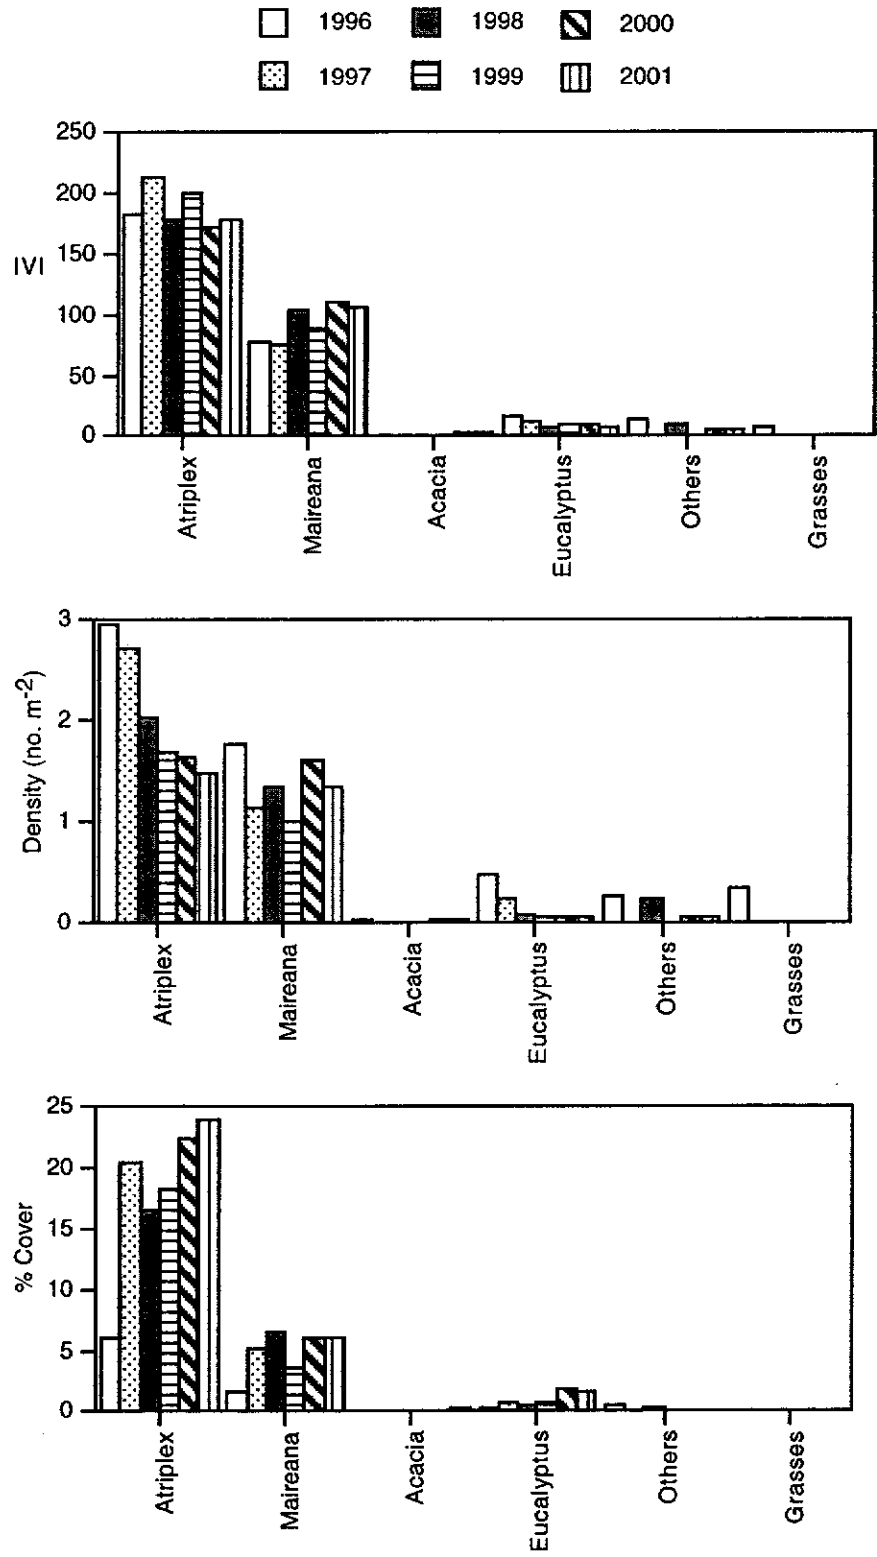 1996 1998 2000
1997 1999 2001
250
200
150
100
50
0
IVI
Atriplex
Maireana
Acacia
Eucalyptus
Others
Grasses
3
2
1
0
Density (no. m-2)
Atriplex
Maireana
Acacia
Eucalyptus
Others
Grasses
25
20
15
10
5
0
% Cover
Atriplex
Maireana
Acacia
Eucalyptus
Others
Grasses